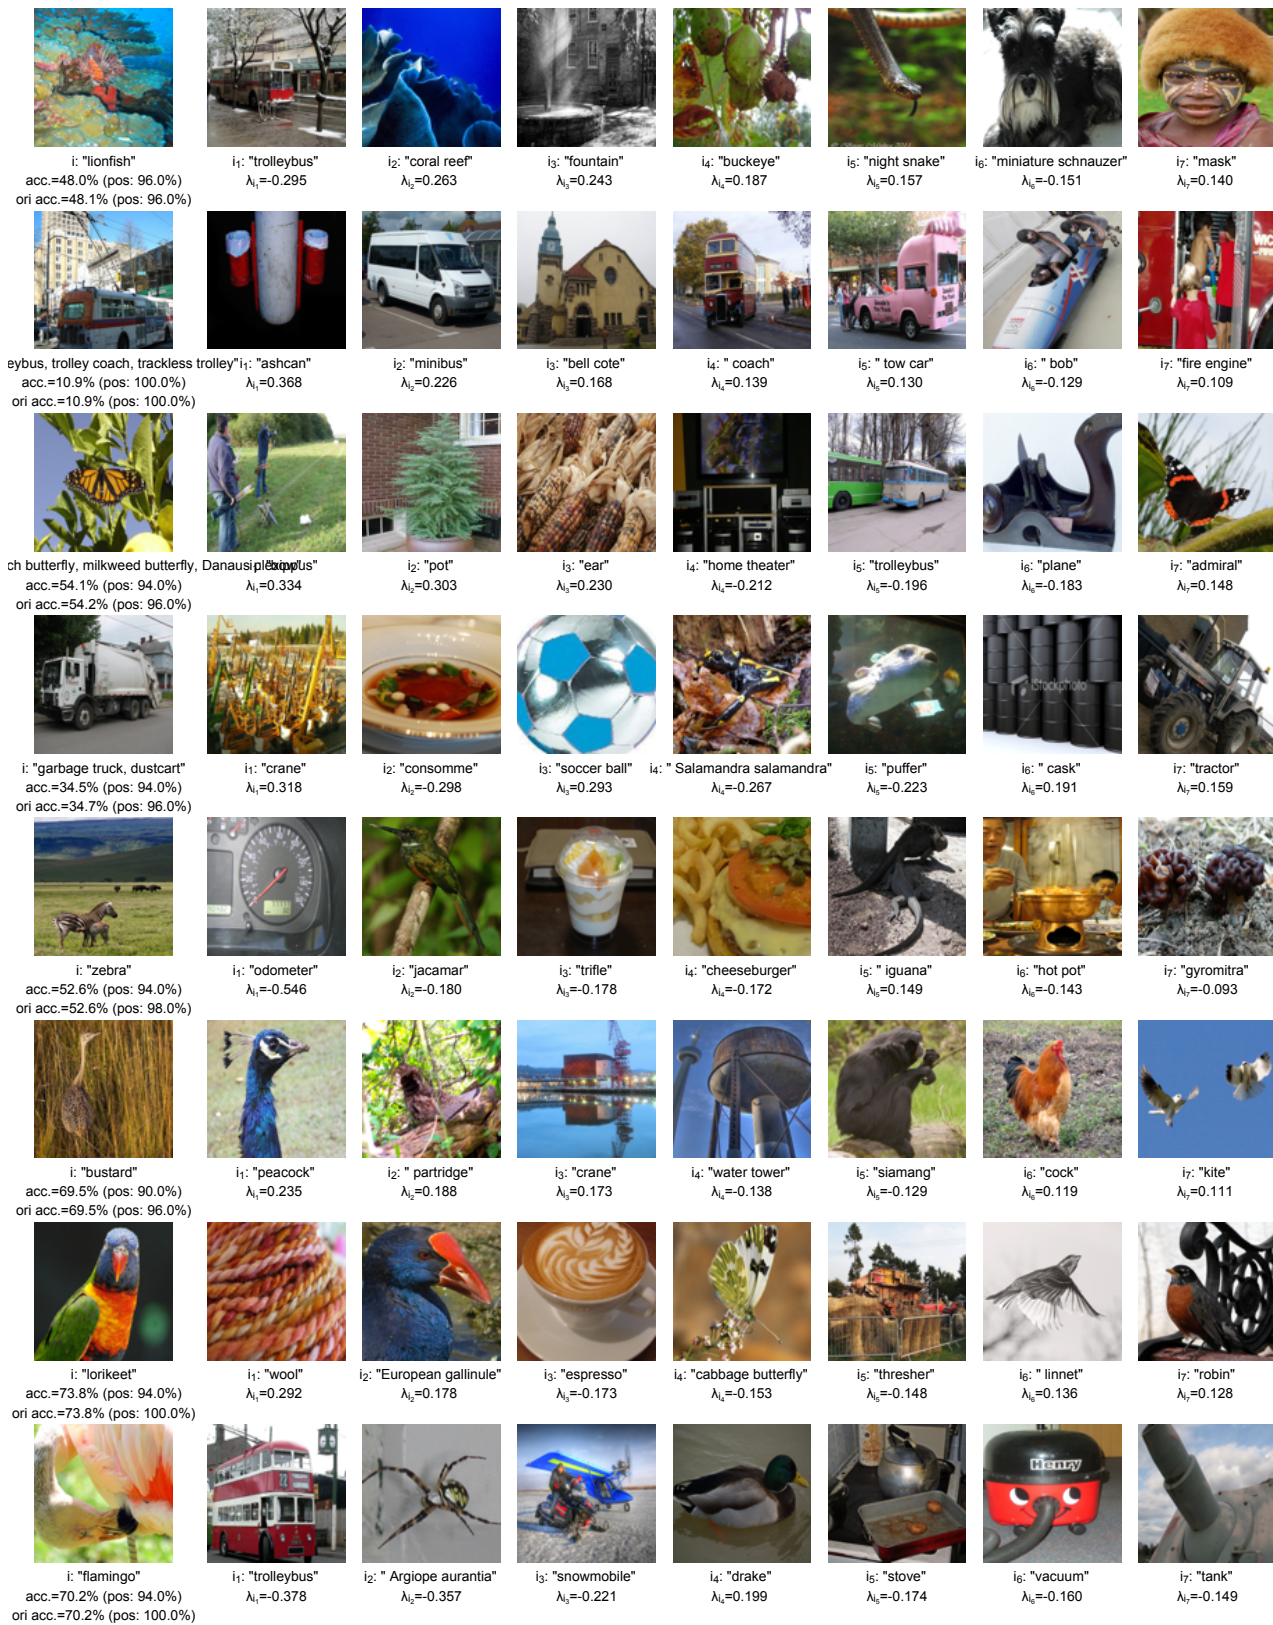 i: "lionfish" i₁: "trolleybus" i₂: "coral reef" i₃: "fountain" i₄: "buckeye" i₅: "night snake" i₆: "miniature schnauzer" i₇: "mask"
acc.=48.0% (pos: 96.0%) λi₁=-0.295 λi₂=0.263 λi₃=0.243 λi₄=0.187 λi₅=0.157 λi₆=-0.151 λi₇=0.140
ori acc.=48.1% (pos: 96.0%)
eybus, trolley coach, trackless trolley" i₁: "ashcan" i₂: "minibus" i₃: "bell cote" i₄: " coach" i₅: " tow car" i₆: " bob" i₇: "fire engine"
acc.=10.9% (pos: 100.0%) λi₁=0.368 λi₂=0.226 λi₃=0.168 λi₄=0.139 λi₅=0.130 λi₆=-0.129 λi₇=0.109
ori acc.=10.9% (pos: 100.0%)
ch butterfly, milkweed butterfly, Danaus plexippus" i₂: "pot" i₃: "ear" i₄: "home theater" i₅: "trolleybus" i₆: "plane" i₇: "admiral"
acc.=54.1% (pos: 94.0%) λi₁=0.334 λi₂=0.303 λi₃=0.230 λi₄=-0.212 λi₅=-0.196 λi₆=-0.183 λi₇=0.148
ori acc.=54.2% (pos: 96.0%)
iStockphoto
i: "garbage truck, dustcart" i₁: "crane" i₂: "consomme" i₃: "soccer ball" i₄: " Salamandra salamandra" i₅: "puffer" i₆: " cask" i₇: "tractor"
acc.=34.5% (pos: 94.0%) λi₁=0.318 λi₂=-0.298 λi₃=0.293 λi₄=-0.267 λi₅=-0.223 λi₆=0.191 λi₇=0.159
ori acc.=34.7% (pos: 96.0%)
i: "zebra" i₁: "odometer" i₂: "jacamar" i₃: "trifle" i₄: "cheeseburger" i₅: " iguana" i₆: "hot pot" i₇: "gyromitra"
acc.=52.6% (pos: 94.0%) λi₁=-0.546 λi₂=-0.180 λi₃=-0.178 λi₄=-0.172 λi₅=0.149 λi₆=-0.143 λi₇=-0.093
ori acc.=52.6% (pos: 98.0%)
i: "bustard" i₁: "peacock" i₂: " partridge" i₃: "crane" i₄: "water tower" i₅: "siamang" i₆: "cock" i₇: "kite"
acc.=69.5% (pos: 90.0%) λi₁=0.235 λi₂=0.188 λi₃=0.173 λi₄=-0.138 λi₅=-0.129 λi₆=0.119 λi₇=0.111
ori acc.=69.5% (pos: 96.0%)
i: "lorikeet" i₁: "wool" i₂: "European gallinule" i₃: "espresso" i₄: "cabbage butterfly" i₅: "thresher" i₆: " linnet" i₇: "robin"
acc.=73.8% (pos: 94.0%) λi₁=0.292 λi₂=0.178 λi₃=-0.173 λi₄=-0.153 λi₅=-0.148 λi₆=0.136 λi₇=0.128
ori acc.=73.8% (pos: 100.0%)
Henry
i: "flamingo" i₁: "trolleybus" i₂: " Argiope aurantia" i₃: "snowmobile" i₄: "drake" i₅: "stove" i₆: "vacuum" i₇: "tank"
acc.=70.2% (pos: 94.0%) λi₁=-0.378 λi₂=-0.357 λi₃=-0.221 λi₄=0.199 λi₅=-0.174 λi₆=-0.160 λi₇=-0.149
ori acc.=70.2% (pos: 100.0%)